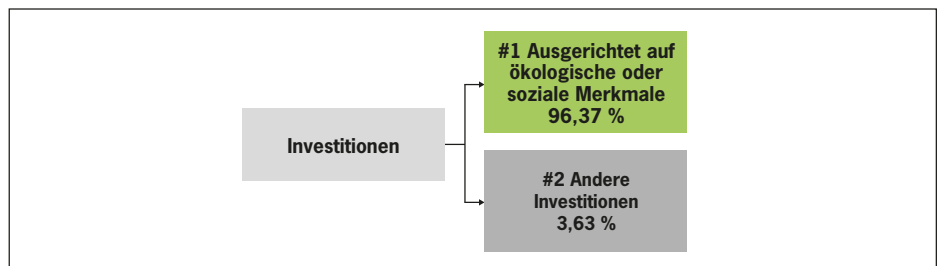 Investitionen
#1 Ausgerichtet auf
ökologische oder
soziale Merkmale
96,37 %
#2 Andere
Investitionen
3,63 %